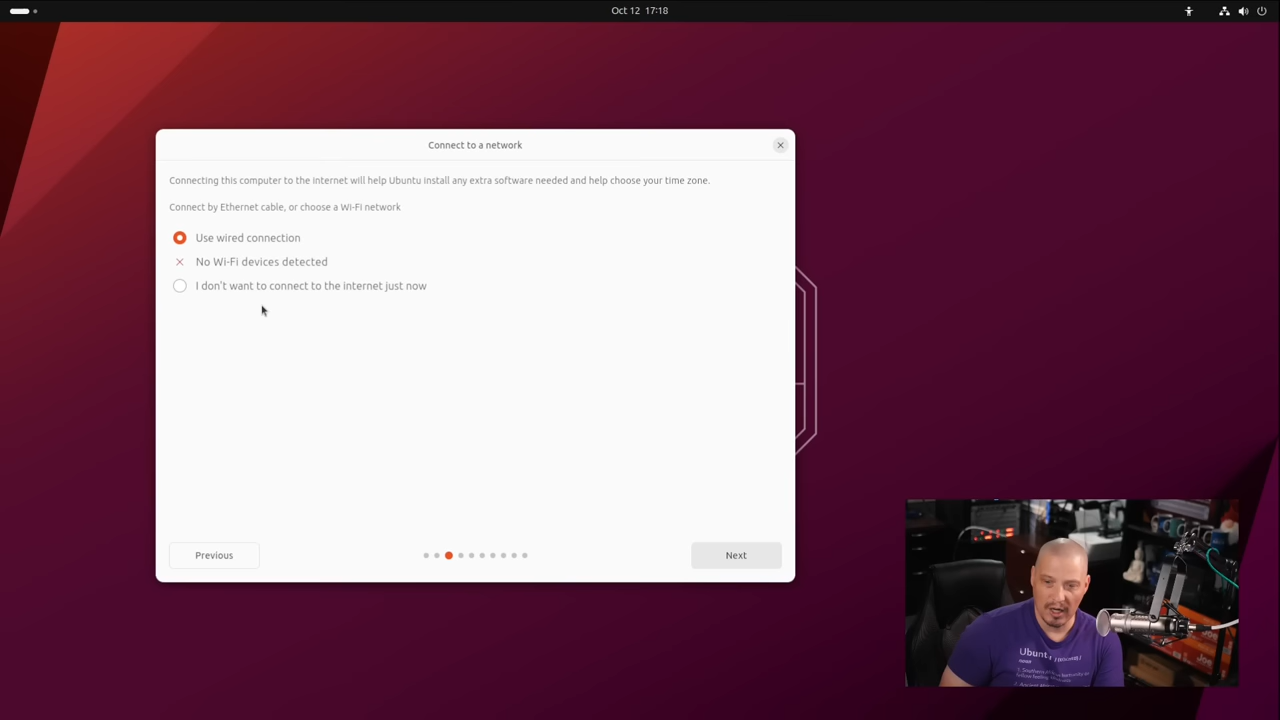 Oct 12 17:18
Connect to a network
Connecting this computer to the internet will help Ubuntu install any extra software needed and help choose your time zone.
Connect by Ethernet cable, or choose a Wi-Fi network
Use wired connection
No Wi-Fi devices detected
I don't want to connect to the internet just now
Previous
Next